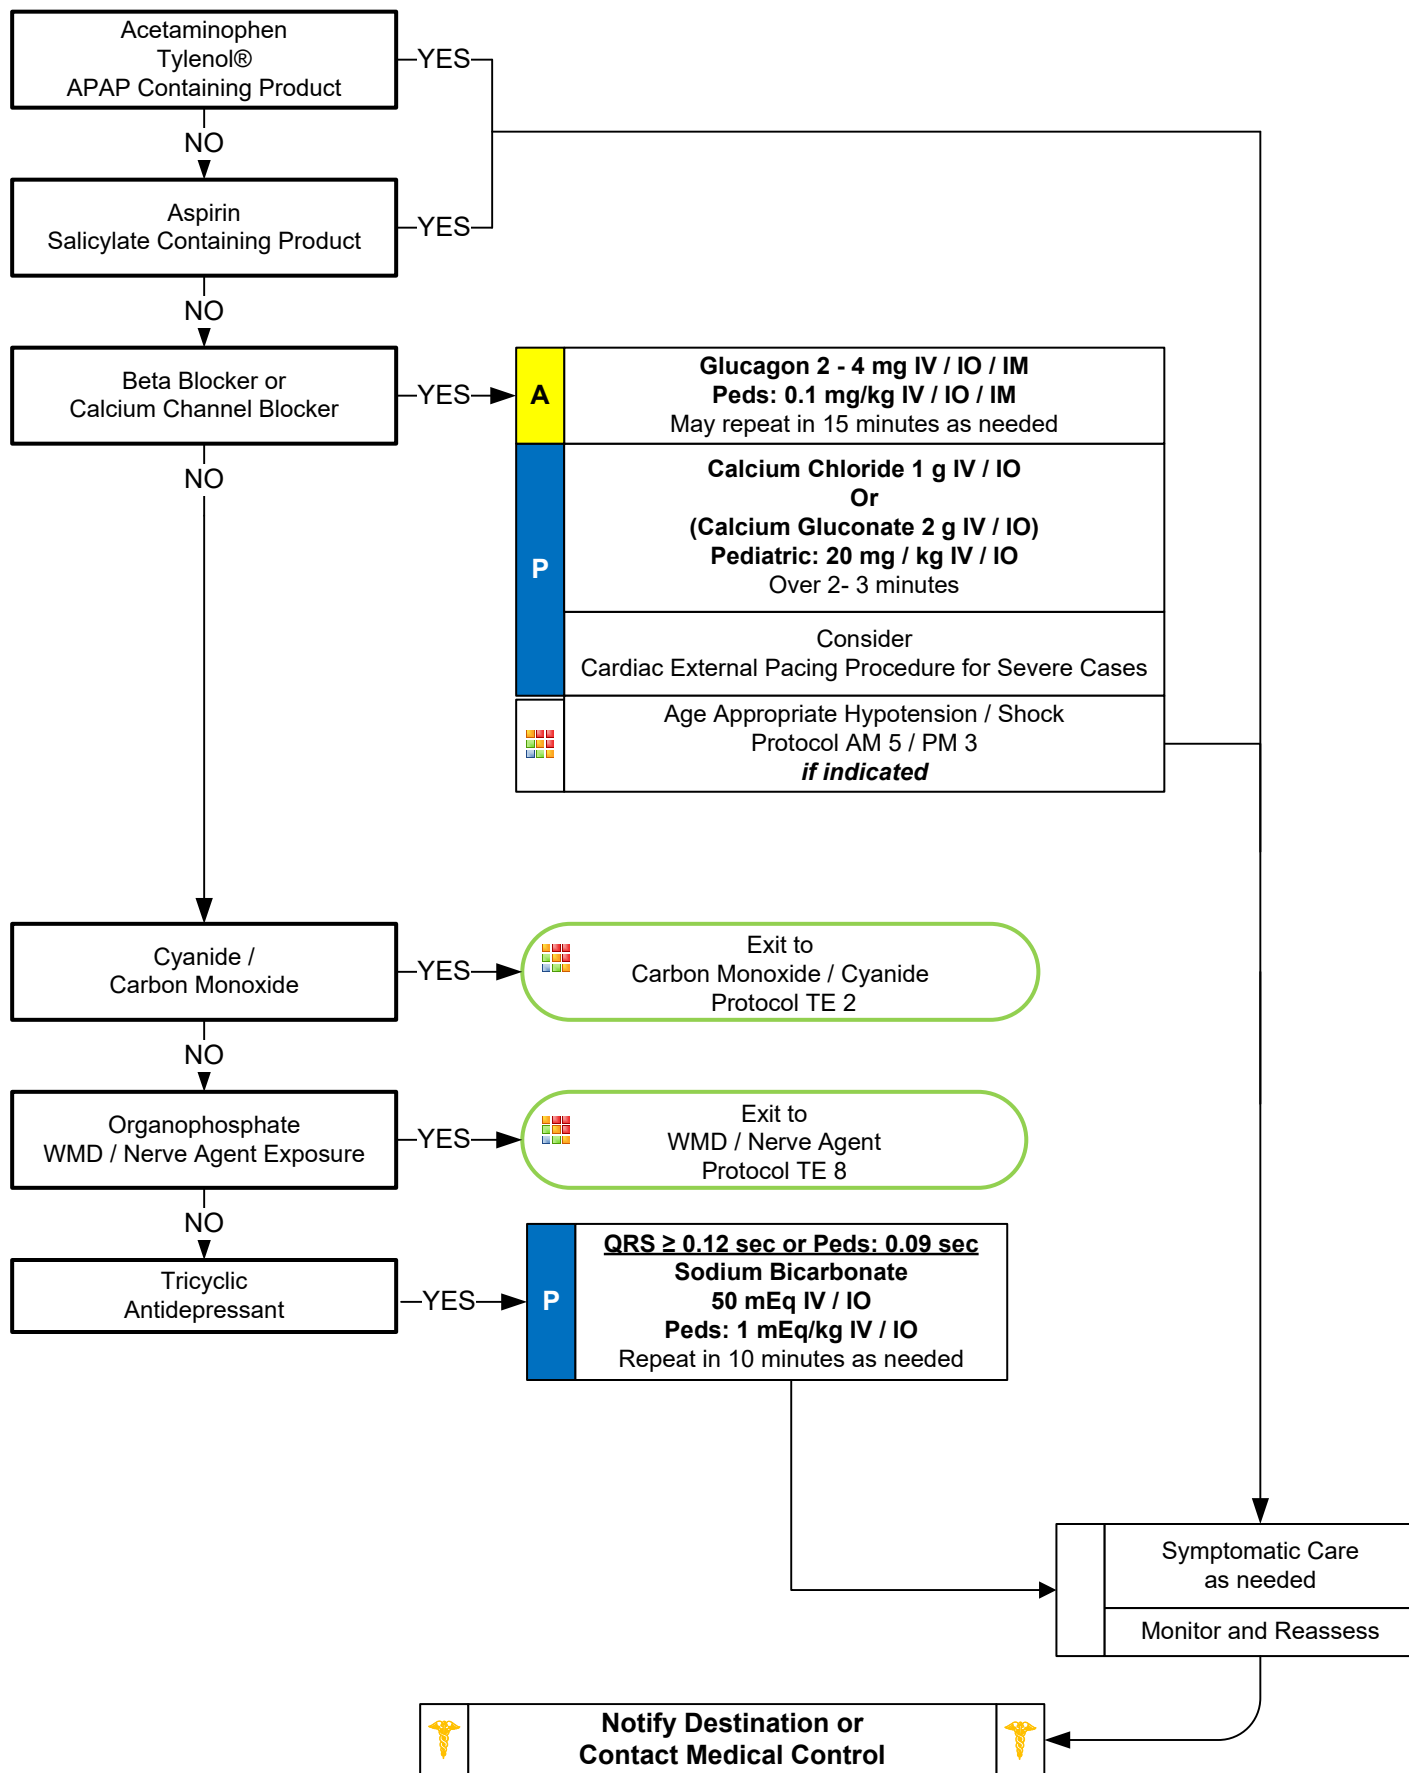 Acetaminophen
Tylenol®
APAP Containing Product
YES
NO
Aspirin
Salicylate Containing Product
YES
NO
Beta Blocker or
Calcium Channel Blocker
YES
A
Glucagon 2 - 4 mg IV / IO / IM
Peds: 0.1 mg/kg IV / IO / IM
May repeat in 15 minutes as needed
NO
P
Calcium Chloride 1 g IV / IO
Or
(Calcium Gluconate 2 g IV / IO)
Pediatric: 20 mg / kg IV / IO
Over 2- 3 minutes
Consider
Cardiac External Pacing Procedure for Severe Cases
Age Appropriate Hypotension / Shock
Protocol AM 5 / PM 3
if indicated
Cyanide /
Carbon Monoxide
YES
Exit to
Carbon Monoxide / Cyanide
Protocol TE 2
NO
Organophosphate
WMD / Nerve Agent Exposure
YES
Exit to
WMD / Nerve Agent
Protocol TE 8
NO
Tricyclic
Antidepressant
YES
P
QRS ≥ 0.12 sec or Peds: 0.09 sec
Sodium Bicarbonate
50 mEq IV / IO
Peds: 1 mEq/kg IV / IO
Repeat in 10 minutes as needed
Symptomatic Care
as needed
Monitor and Reassess
Notify Destination or
Contact Medical Control